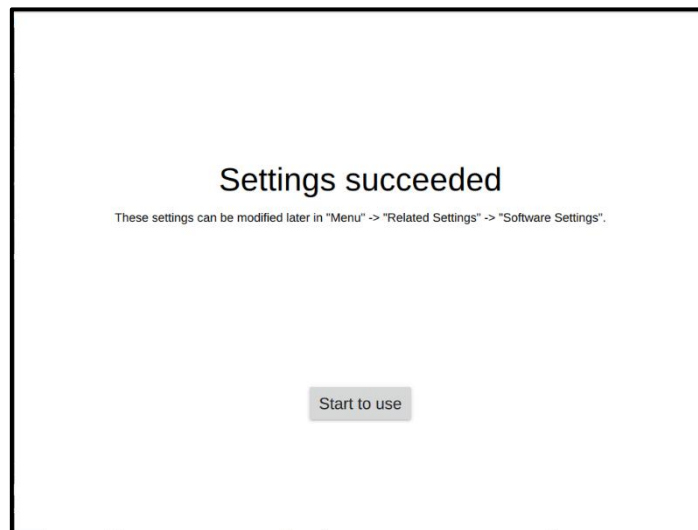 Settings succeeded
These settings can be modified later in "Menu" -> "Related Settings" -> "Software Settings".
Start to use